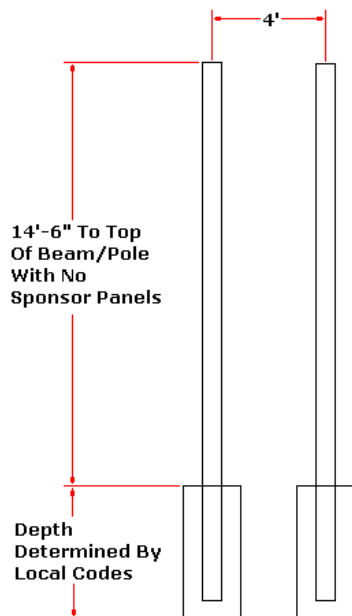 4'
14'-6" To Top
Of Beam/Pole
With No
Sponsor Panels
Depth
Determined By
Local Codes